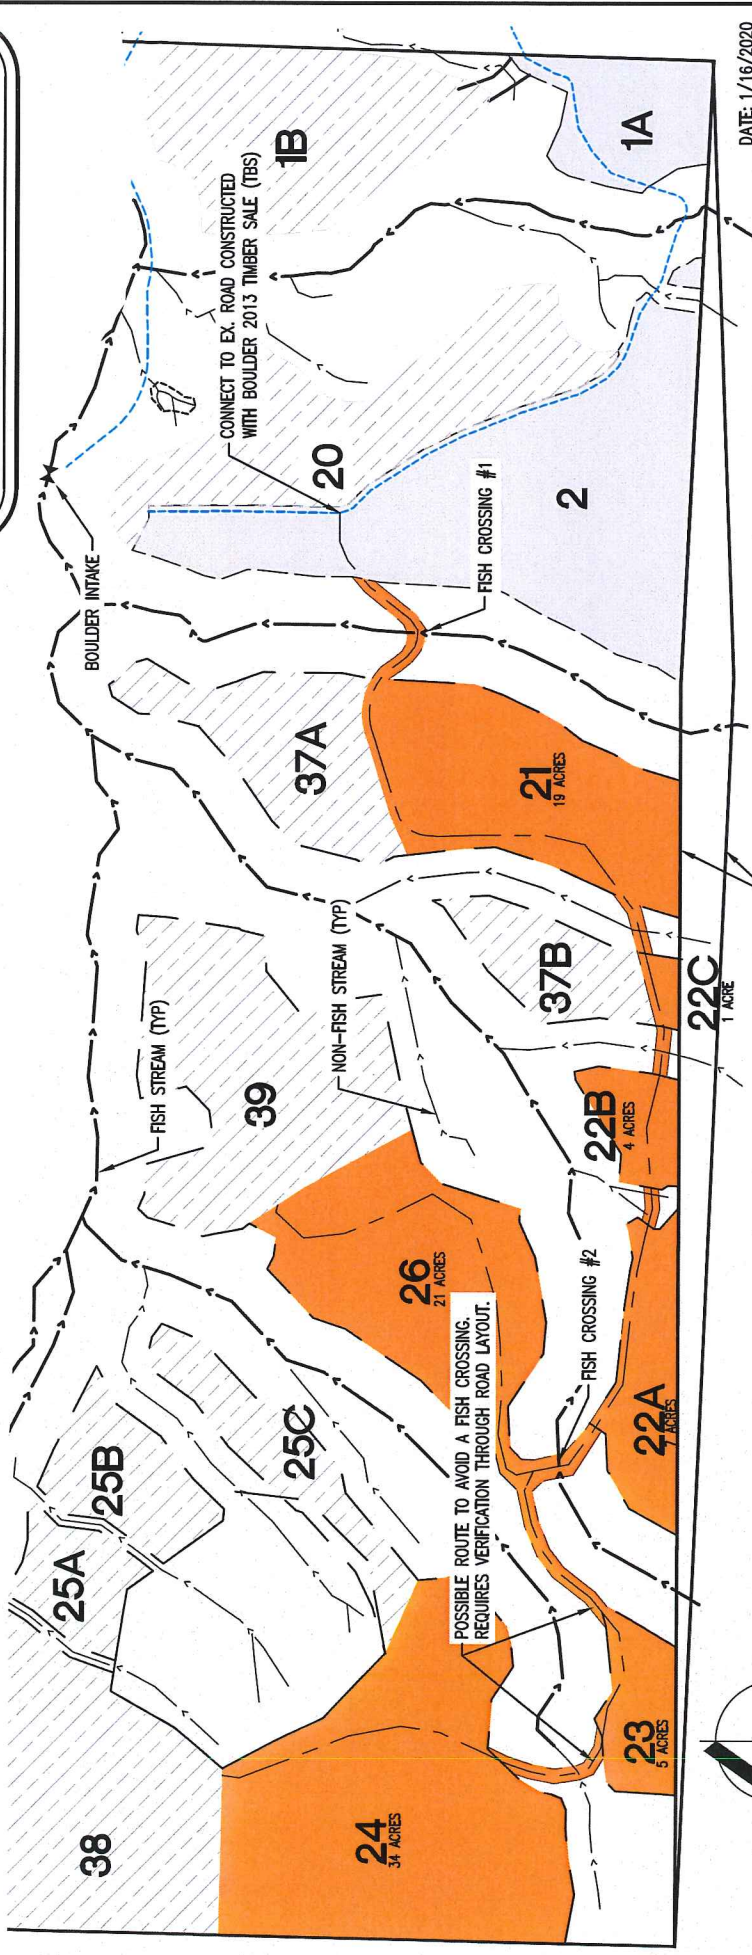 38
25A
25B
25C
FISH STREAM (TYP)
39
NON-FISH STREAM (TYP)
BOULDER INTAKE
CONNECT TO EX. ROAD CONSTRUCTED
WITH BOULDER 2013 TIMBER SALE (TBS)
1B
20
37A
37B
FISH CROSSING #1
2
1A
24
34 ACRES
POSSIBLE ROUTE TO AVOID A FISH CROSSING.
REQUIRES VERIFICATION THROUGH ROAD LAYOUT.
26
21 ACRES
FISH CROSSING #2
23
5 ACRES
22A
7 ACRES
22B
4 ACRES
22C
1 ACRE
21
19 ACRES
DATE: 1/16/2020